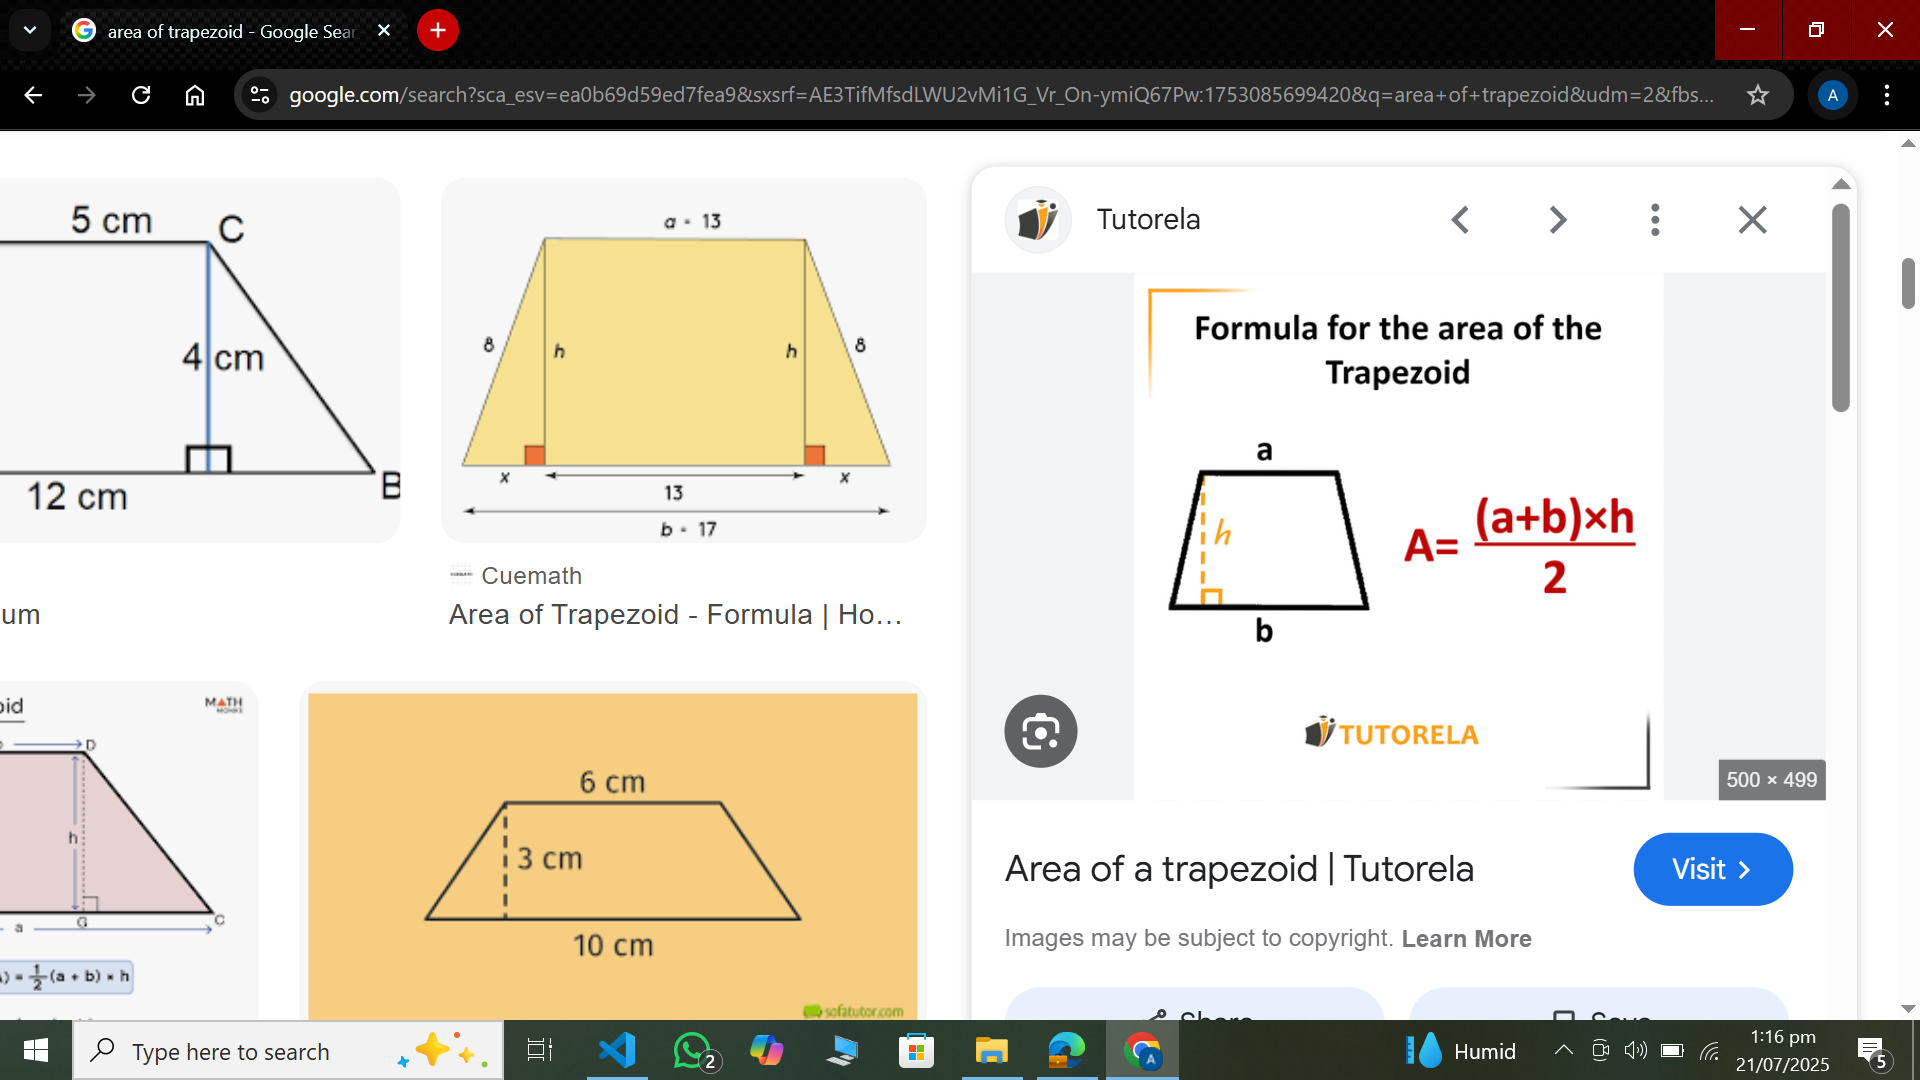 area of trapezoid - Google Sear
google.com/search?sca_esv=ea0b69d59ed7fea9&sxsrf=AE3TifMfsdLWU2vMi1G_Vr_On-ymiQ67Pw:1753085699420&q=area+of+trapezoid&udm=2&fbs...
A
5 cm
C
4 cm
12 cm
B
um
a = 13
8
h
h
8
x
13
x
b = 17
Cuemath
Area of Trapezoid - Formula | Ho...
oid
MATH
MONKS
D
h
G
C
a
) = 1/2 (a + b) × h
6 cm
3 cm
10 cm
sofatutor.com
Tutorela
Formula for the area of the
Trapezoid
a
h
b
A= (a+b)×h
2
TUTORELA
500 × 499
Area of a trapezoid | Tutorela
Visit
Images may be subject to copyright. Learn More
Share
Save
Type here to search
2
A
Humid
1:16 pm
21/07/2025
5